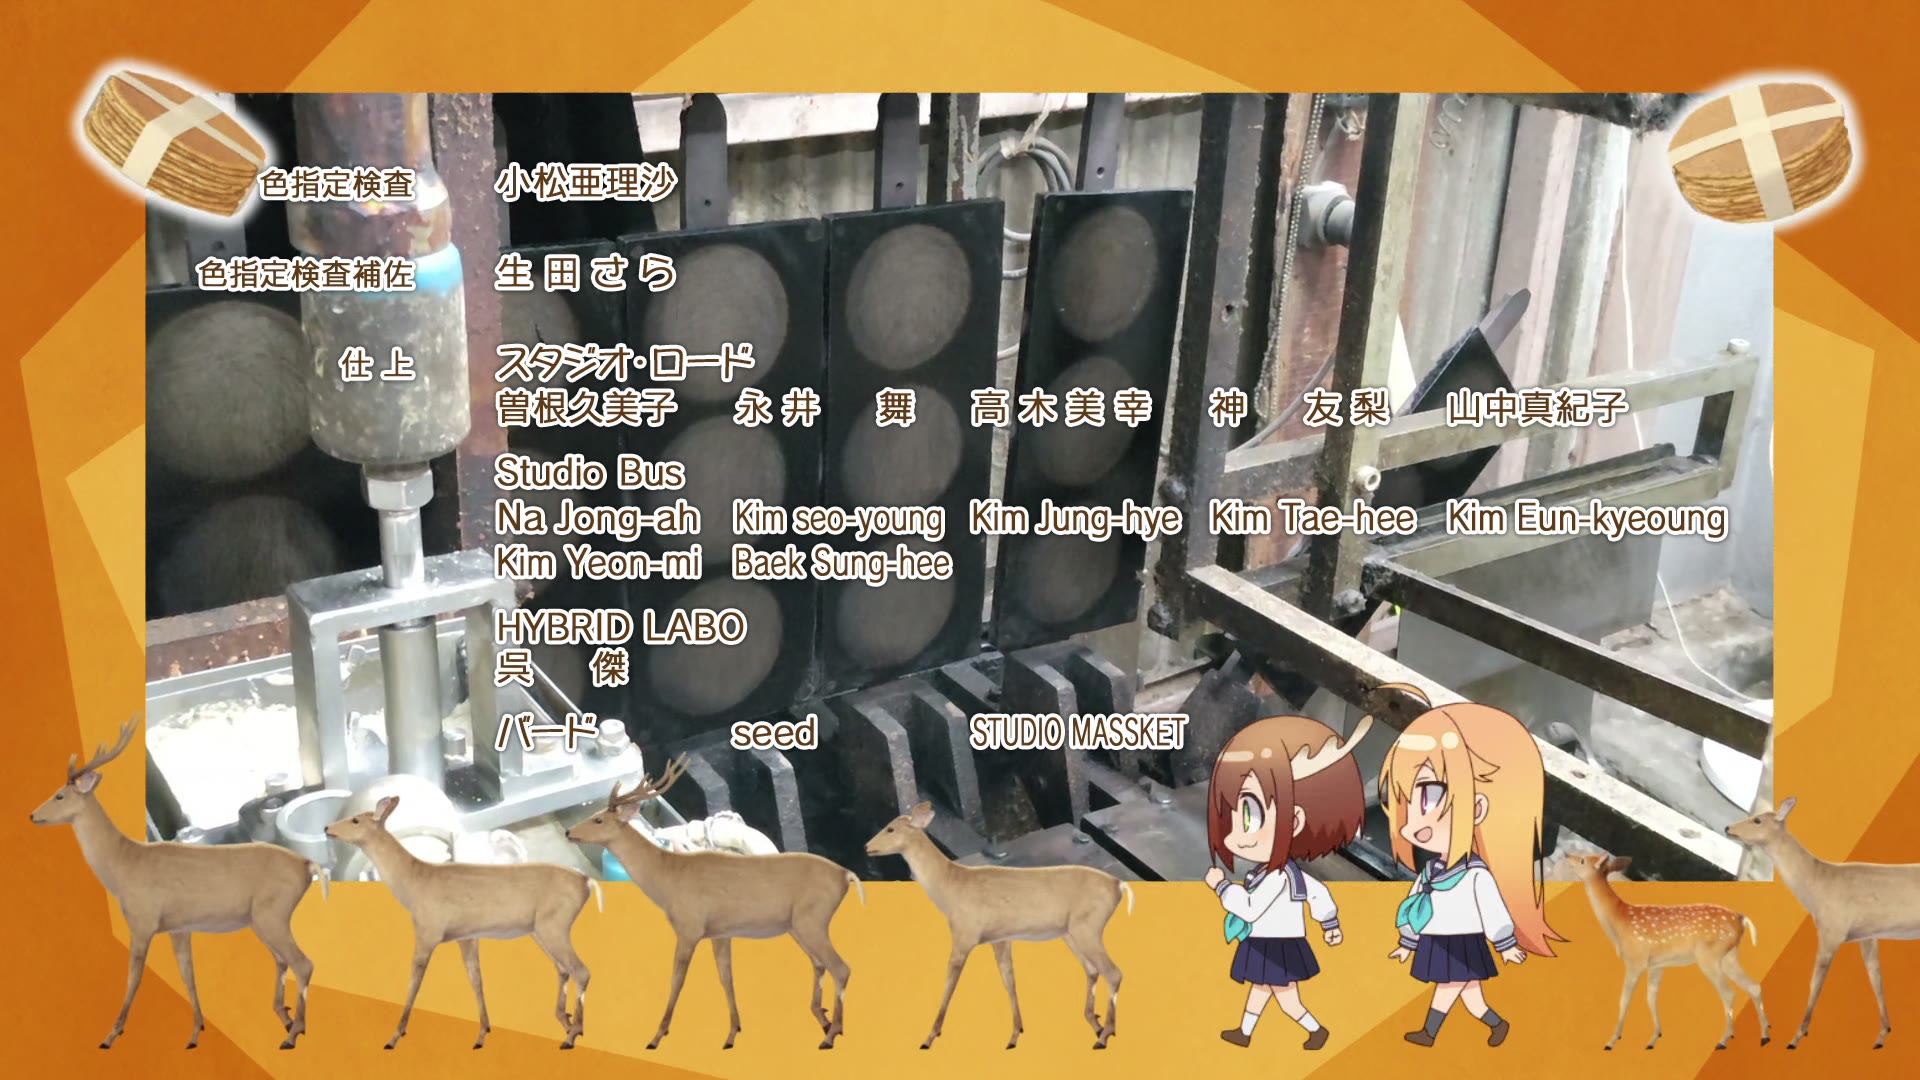 色指定検査 小松亜理沙
色指定検査補佐 生田さら
仕上 スタジオ・ロード
曽根久美子 永井 舞 高木美幸 神 友梨 山中真紀子
Studio Bus
Na Jong-ah Kim seo-young Kim Jung-hye Kim Tae-hee Kim Eun-kyeoung
Kim Yeon-mi Baek Sung-hee
HYBRID LABO
呉 傑
バード seed STUDIO MASSKET